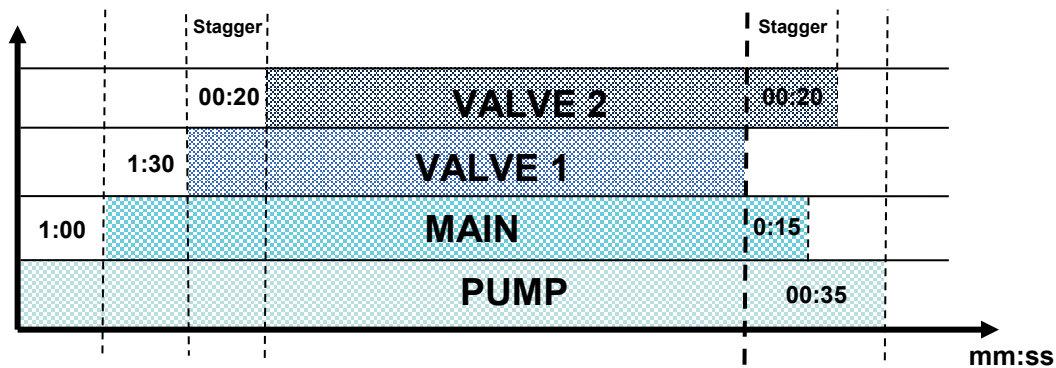 Stagger Stagger
00:20 VALVE 2 00:20
1:30 VALVE 1
1:00 MAIN 0:15
PUMP 00:35
mm:ss